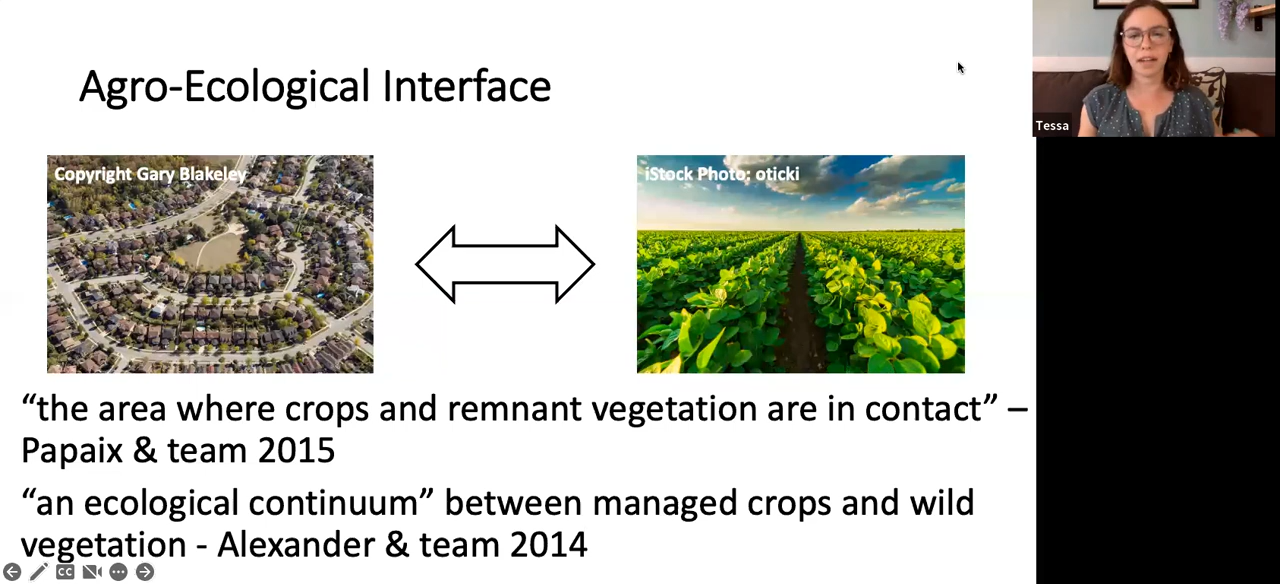 Agro-Ecological Interface
Tessa
Copyright Gary Blakeley
iStock Photo: oticki
“the area where crops and remnant vegetation are in contact” –
Papaix & team 2015
“an ecological continuum” between managed crops and wild
vegetation - Alexander & team 2014
CC